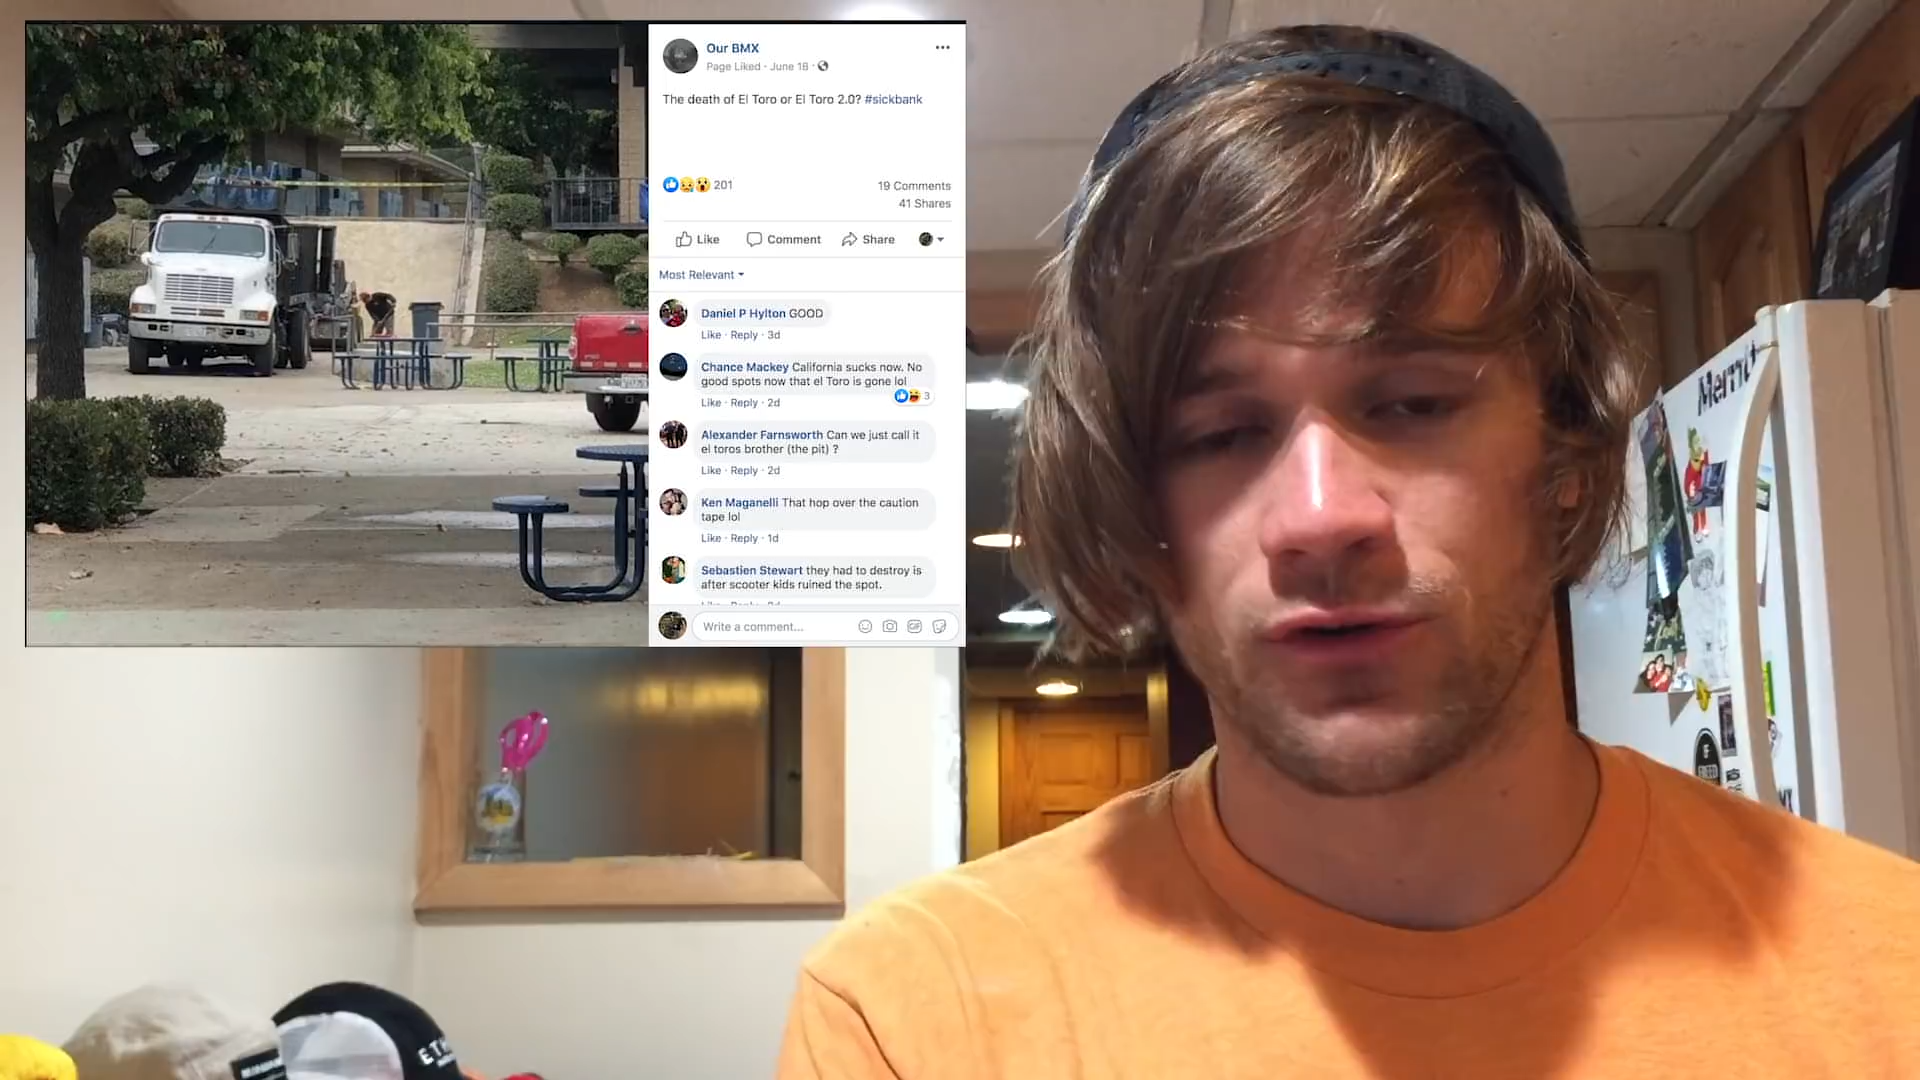 Our BMX
Page Liked · June 18 ·
The death of El Toro or El Toro 2.0? #sickbank
201
19 Comments
41 Shares
Like Comment Share
Most Relevant
Daniel P Hylton GOOD
Like · Reply · 3d
Chance Mackey California sucks now. No
good spots now that el Toro is gone lol
3
Like · Reply · 2d
Alexander Farnsworth Can we just call it
el toros brother (the pit) ?
Like · Reply · 2d
Ken Maganelli That hop over the caution
tape lol
Like · Reply · 1d
Sebastien Stewart they had to destroy is
after scooter kids ruined the spot.
Write a comment...
GIF